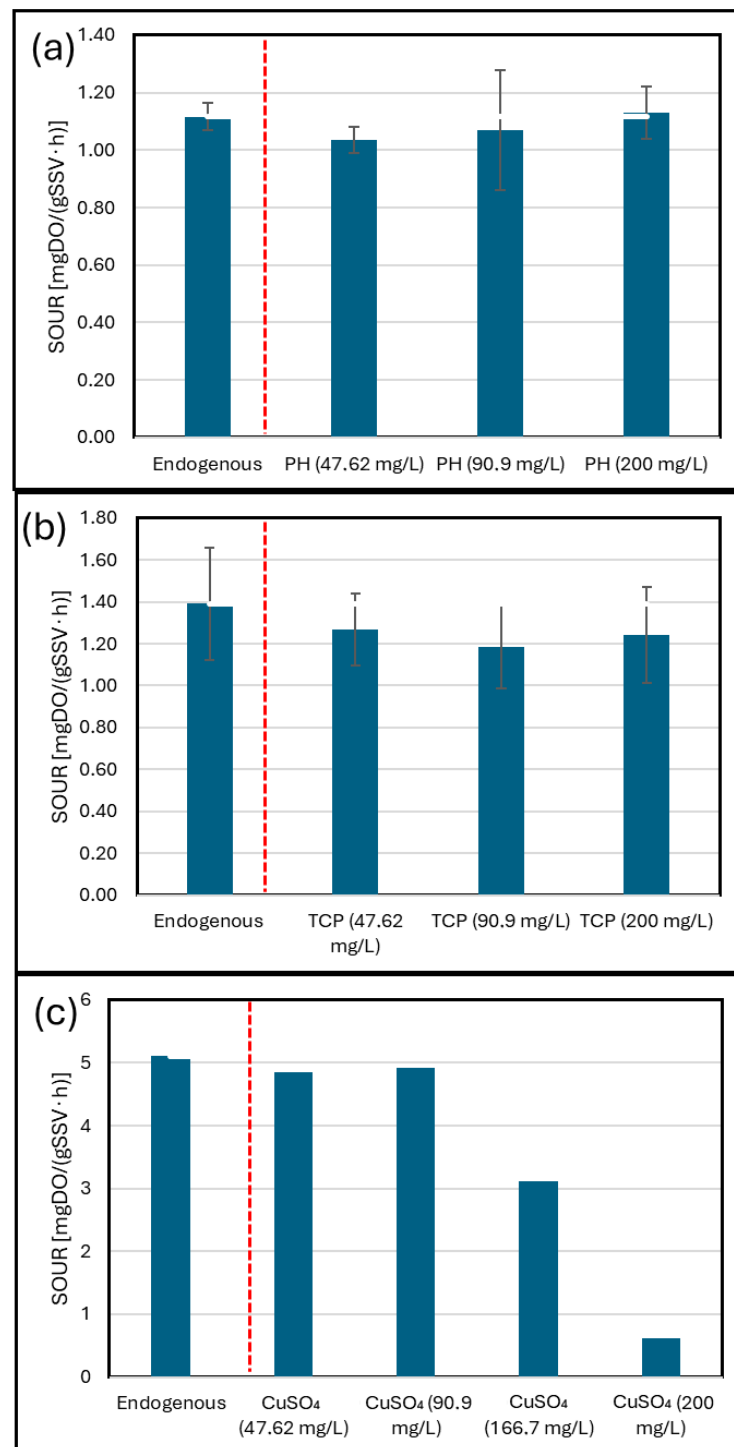 (a)
SOUR [mgDO/(gSSV·h)]
1.40
1.20
1.00
0.80
0.60
0.40
0.20
0.00
Endogenous PH (47.62 mg/L) PH (90.9 mg/L) PH (200 mg/L)
(b)
SOUR [mgDO/(gSSV·h)]
1.80
1.60
1.40
1.20
1.00
0.80
0.60
0.40
0.20
0.00
Endogenous TCP (47.62 TCP (90.9 mg/L) TCP (200 mg/L)
mg/L)
(c)
SOUR [mgDO/(gSSV·h)]
6
5
4
3
2
1
0
Endogenous CuSO₄ CuSO₄ (90.9 CuSO₄ CuSO₄ (200
(47.62 mg/L) mg/L) (166.7 mg/L) mg/L)